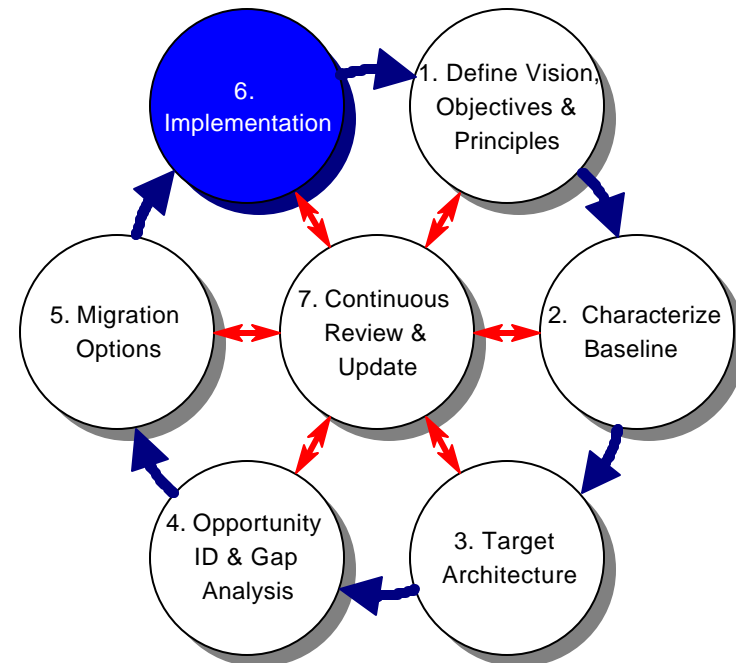 6.
Implementation
1. Define Vision,
Objectives &
Principles
5. Migration
Options
7. Continuous
Review &
Update
2. Characterize
Baseline
4. Opportunity
ID & Gap
Analysis
3. Target
Architecture